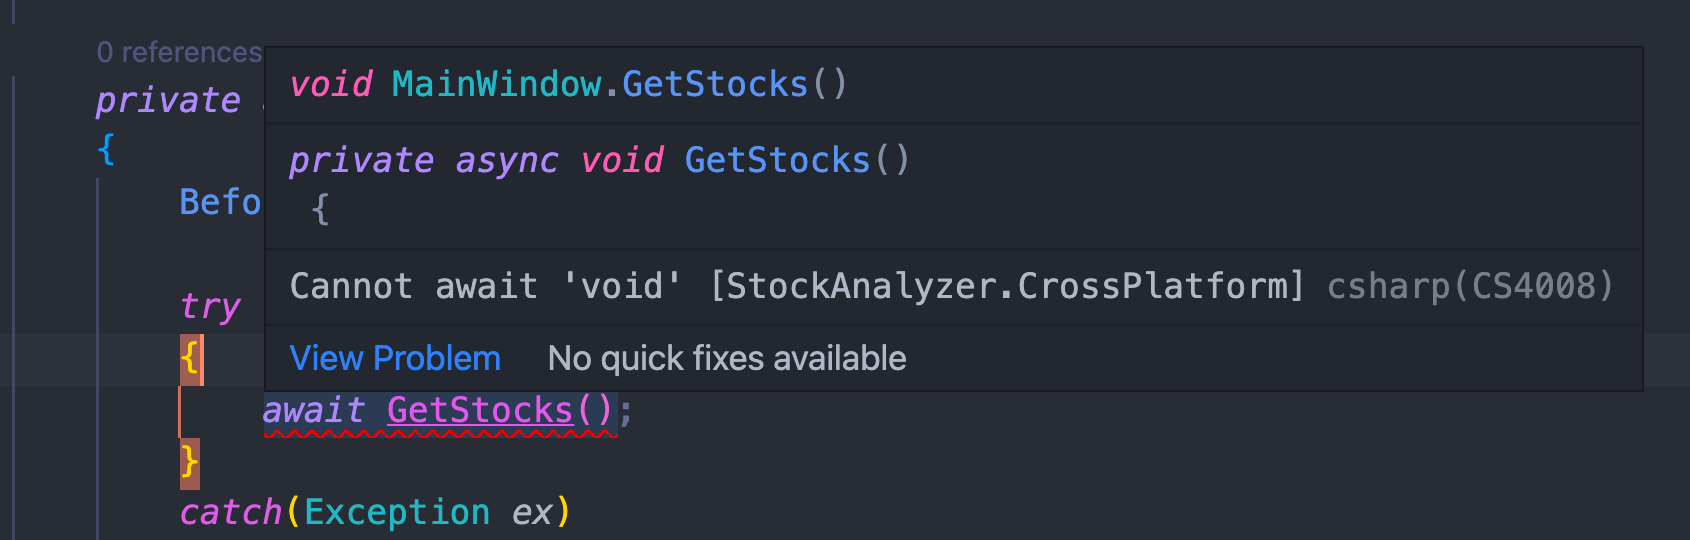 0 references
void MainWindow.GetStocks()
private
private async void GetStocks()
{
{
Befo
Cannot await 'void' [StockAnalyzer.CrossPlatform] csharp(CS4008)
try
{
View Problem No quick fixes available
await GetStocks();
}
catch(Exception ex)